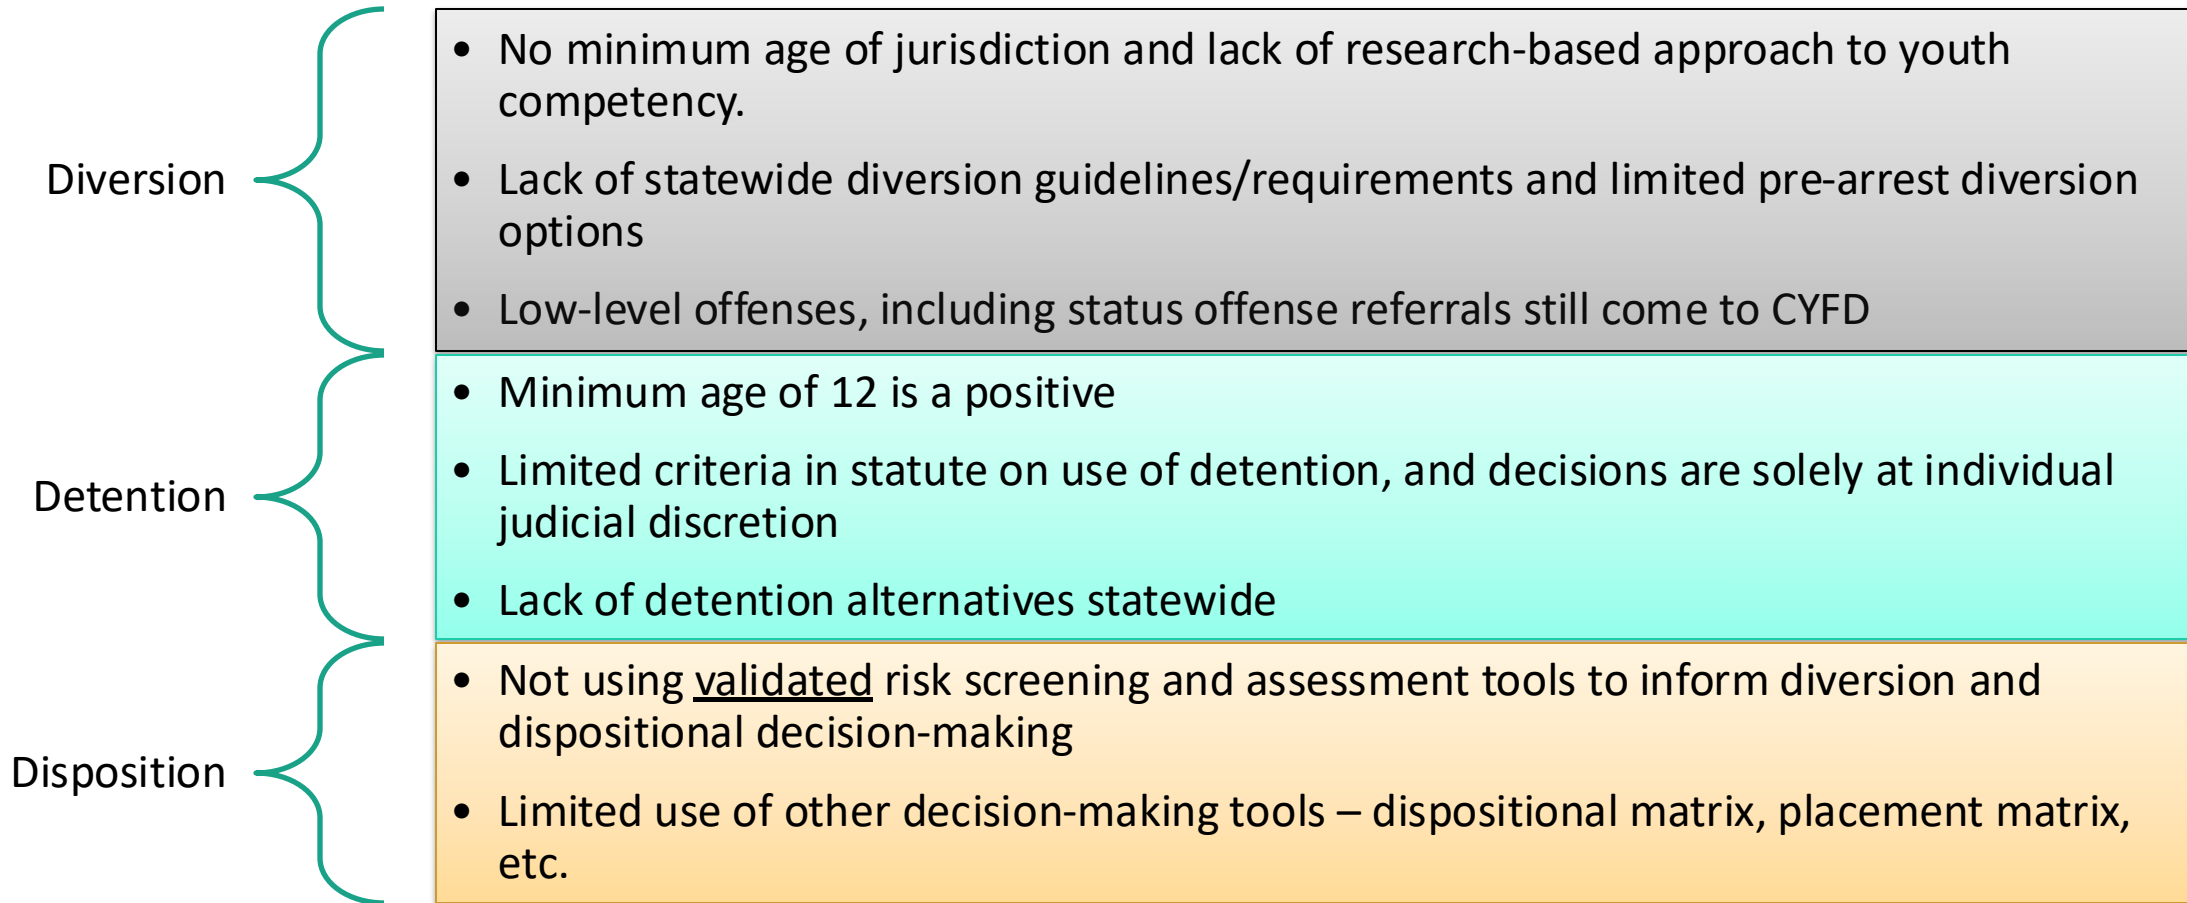 Diversion
• No minimum age of jurisdiction and lack of research-based approach to youth
competency.
• Lack of statewide diversion guidelines/requirements and limited pre-arrest diversion
options
• Low-level offenses, including status offense referrals still come to CYFD
Detention
• Minimum age of 12 is a positive
• Limited criteria in statute on use of detention, and decisions are solely at individual
judicial discretion
• Lack of detention alternatives statewide
Disposition
• Not using validated risk screening and assessment tools to inform diversion and
dispositional decision-making
• Limited use of other decision-making tools – dispositional matrix, placement matrix,
etc.